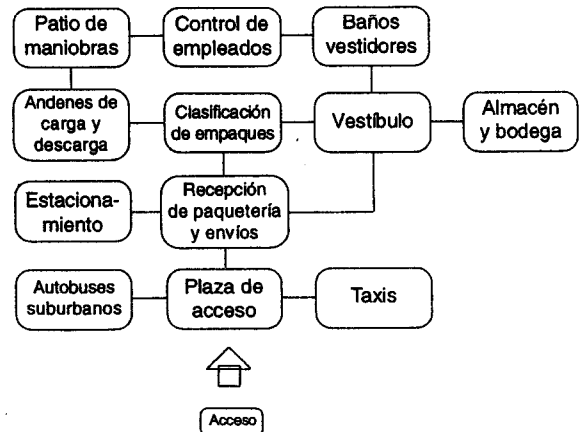 Patio de
maniobras
Control de
empleados
Baños
vestidores
Andenes de
carga y
descarga
Clasificación
de empaques
Vestíbulo
Almacén
y bodega
Estaciona-
miento
Recepción
de paquetería
y envíos
Autobuses
suburbanos
Plaza de
acceso
Taxis
Acceso